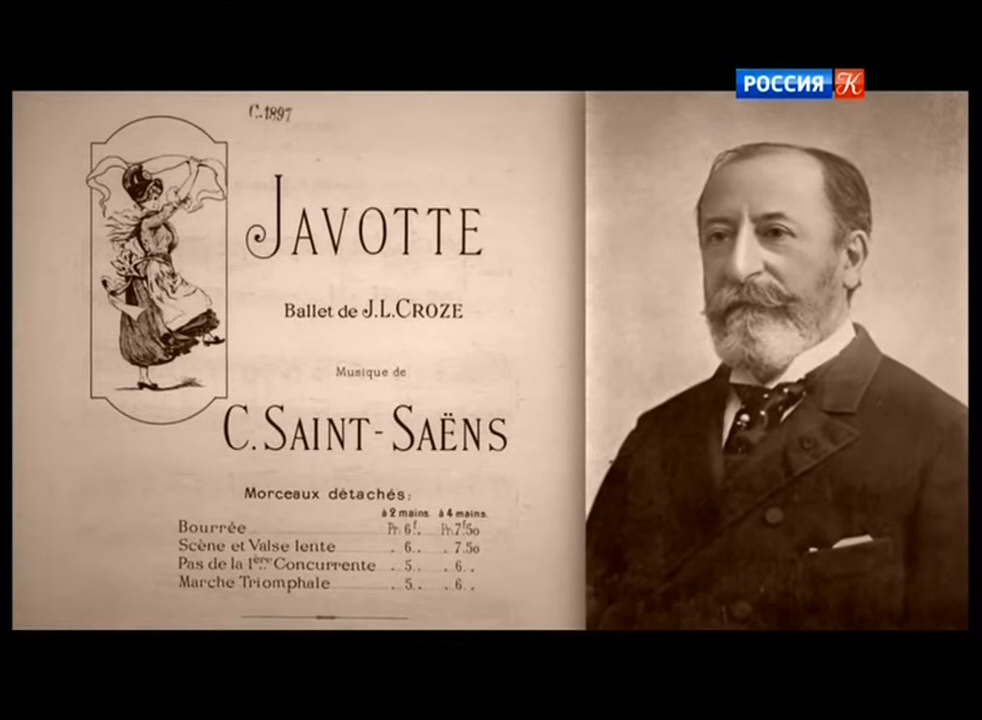 РОССИЯ К
C. 1897
JAVOTTE
Ballet de J.L.CROZE
Musique de
C. SAINT-SAËNS
Morceaux détachés:
à 2 mains. à 4 mains.
Bourrée Pr. 6f. Pr. 7f50
Scène et Valse lente . 6.. . 7.50
Pas de la 1ère Concurrente . 5.. . 6..
Marche Triomphale . 5.. . 6..